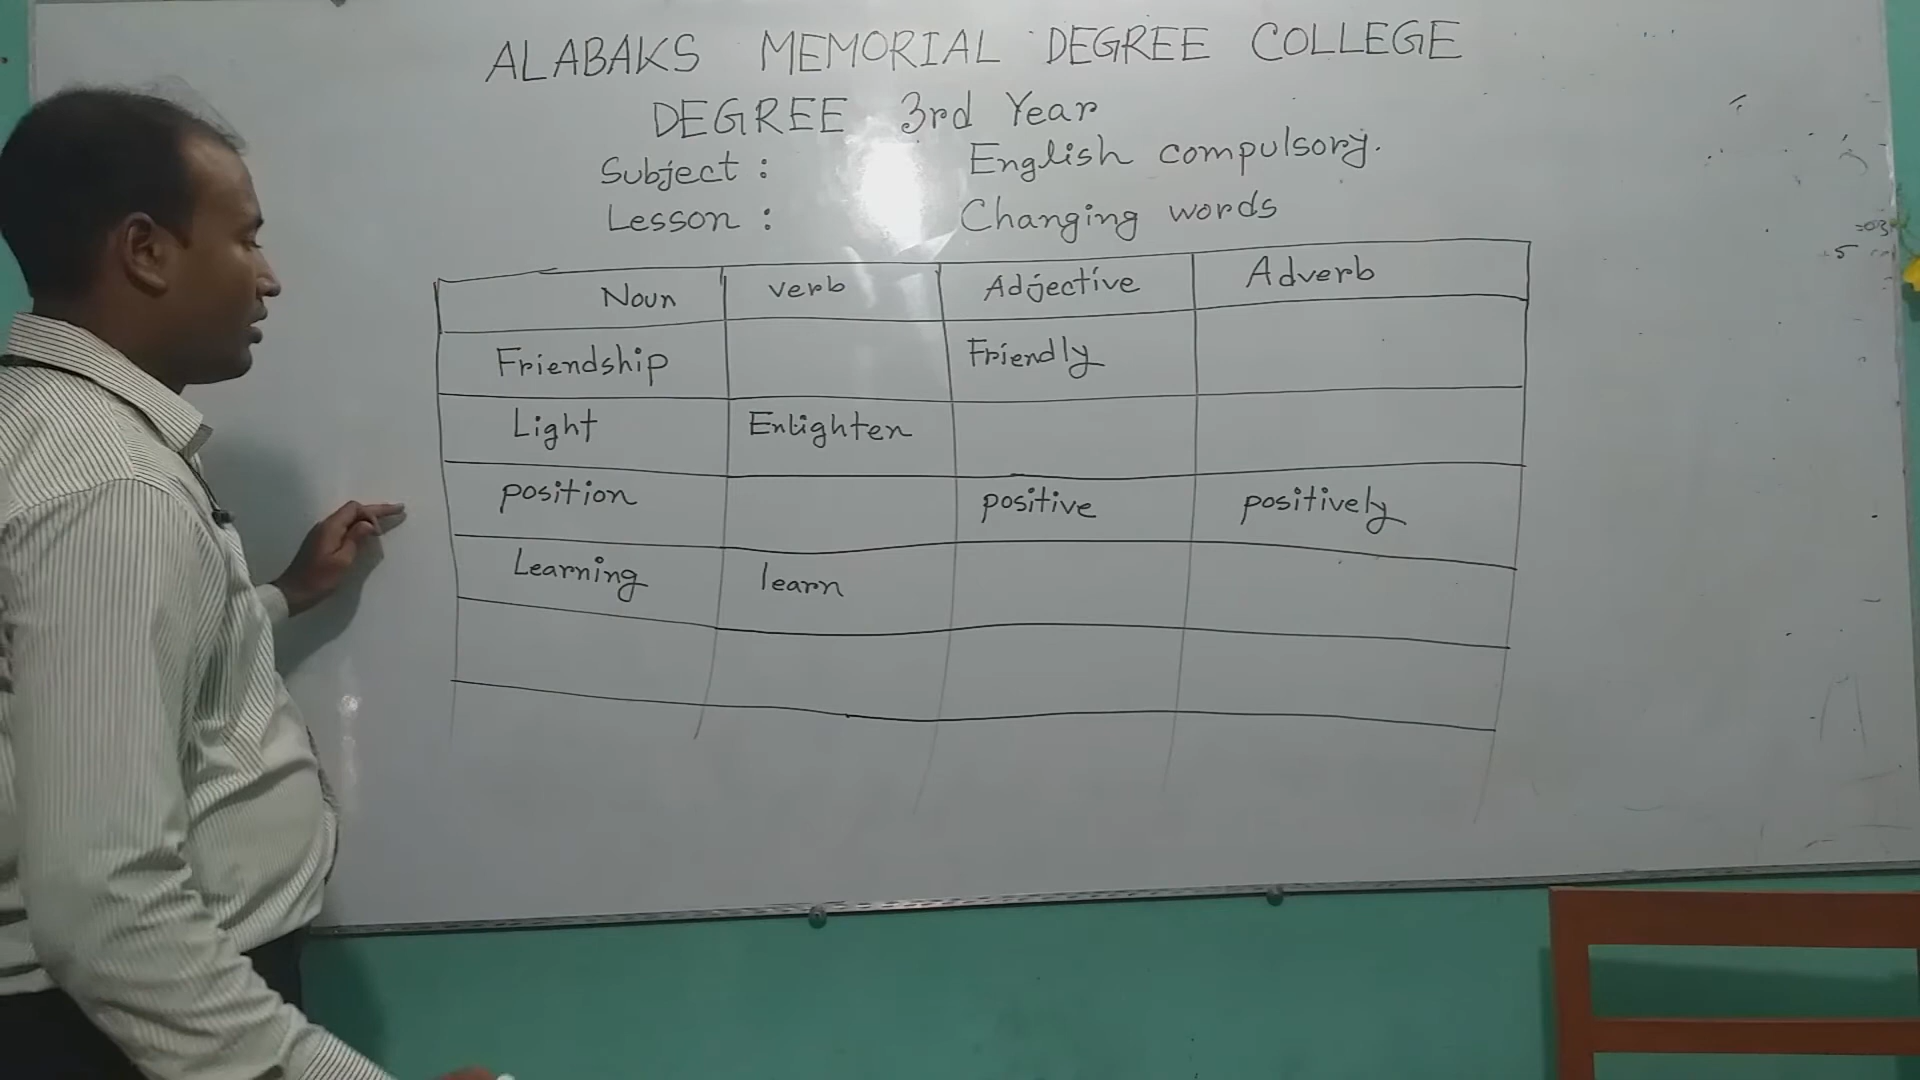 ALABAKS MEMORIAL DEGREE COLLEGE
DEGREE 3rd Year
Subject : English compulsory.
Lesson : Changing words
Noun verb Adjective Adverb
Friendship Friendly
Light Enlighten
position positive positively
Learning learn